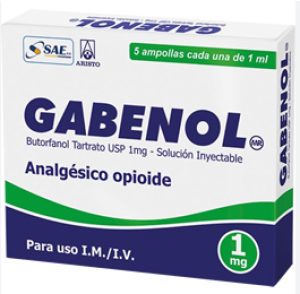 SAE
ARISTO
5 ampollas cada una de 1 ml
GABENOL MR
Butorfanol Tartrato USP 1mg - Solución Inyectable
Analgésico opioide
Para uso I.M./I.V.
1
mg